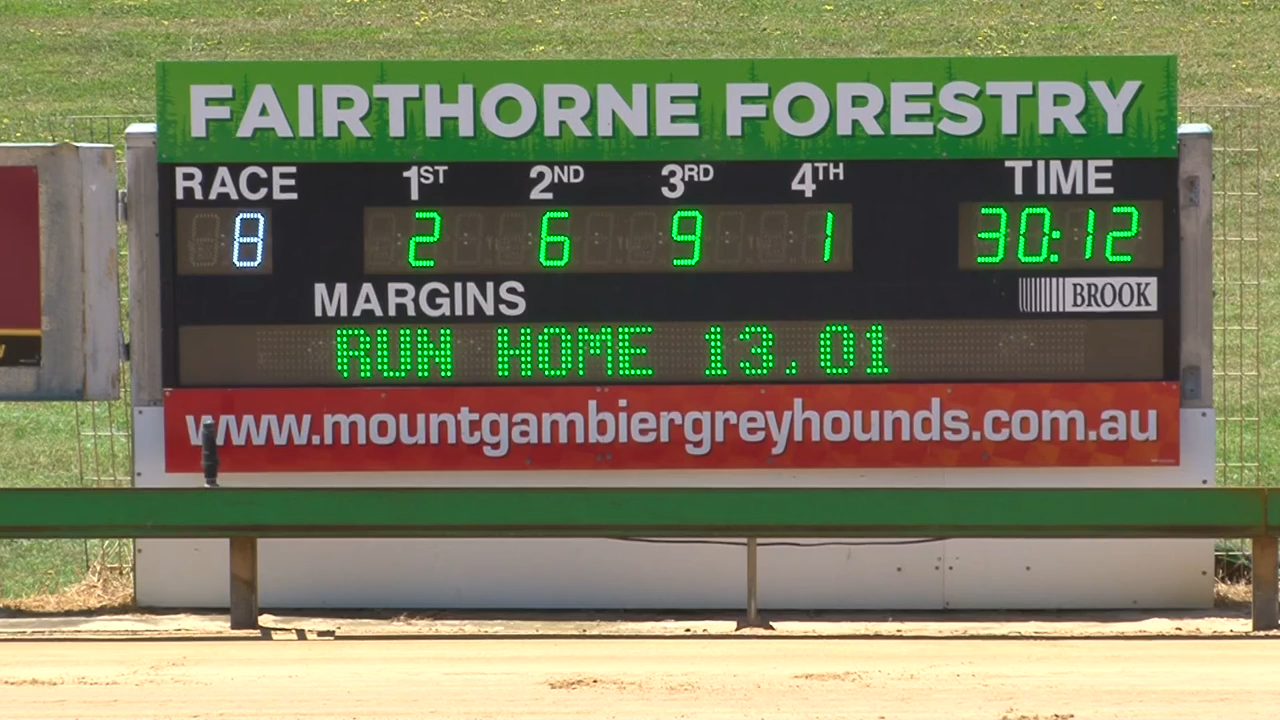 FAIRTHORNE FORESTRY
RACE 1ST 2ND 3RD 4TH TIME
8 2 6 9 1 30:12
MARGINS BROOK
RUN HOME 13.01
www.mountgambiergreyhounds.com.au